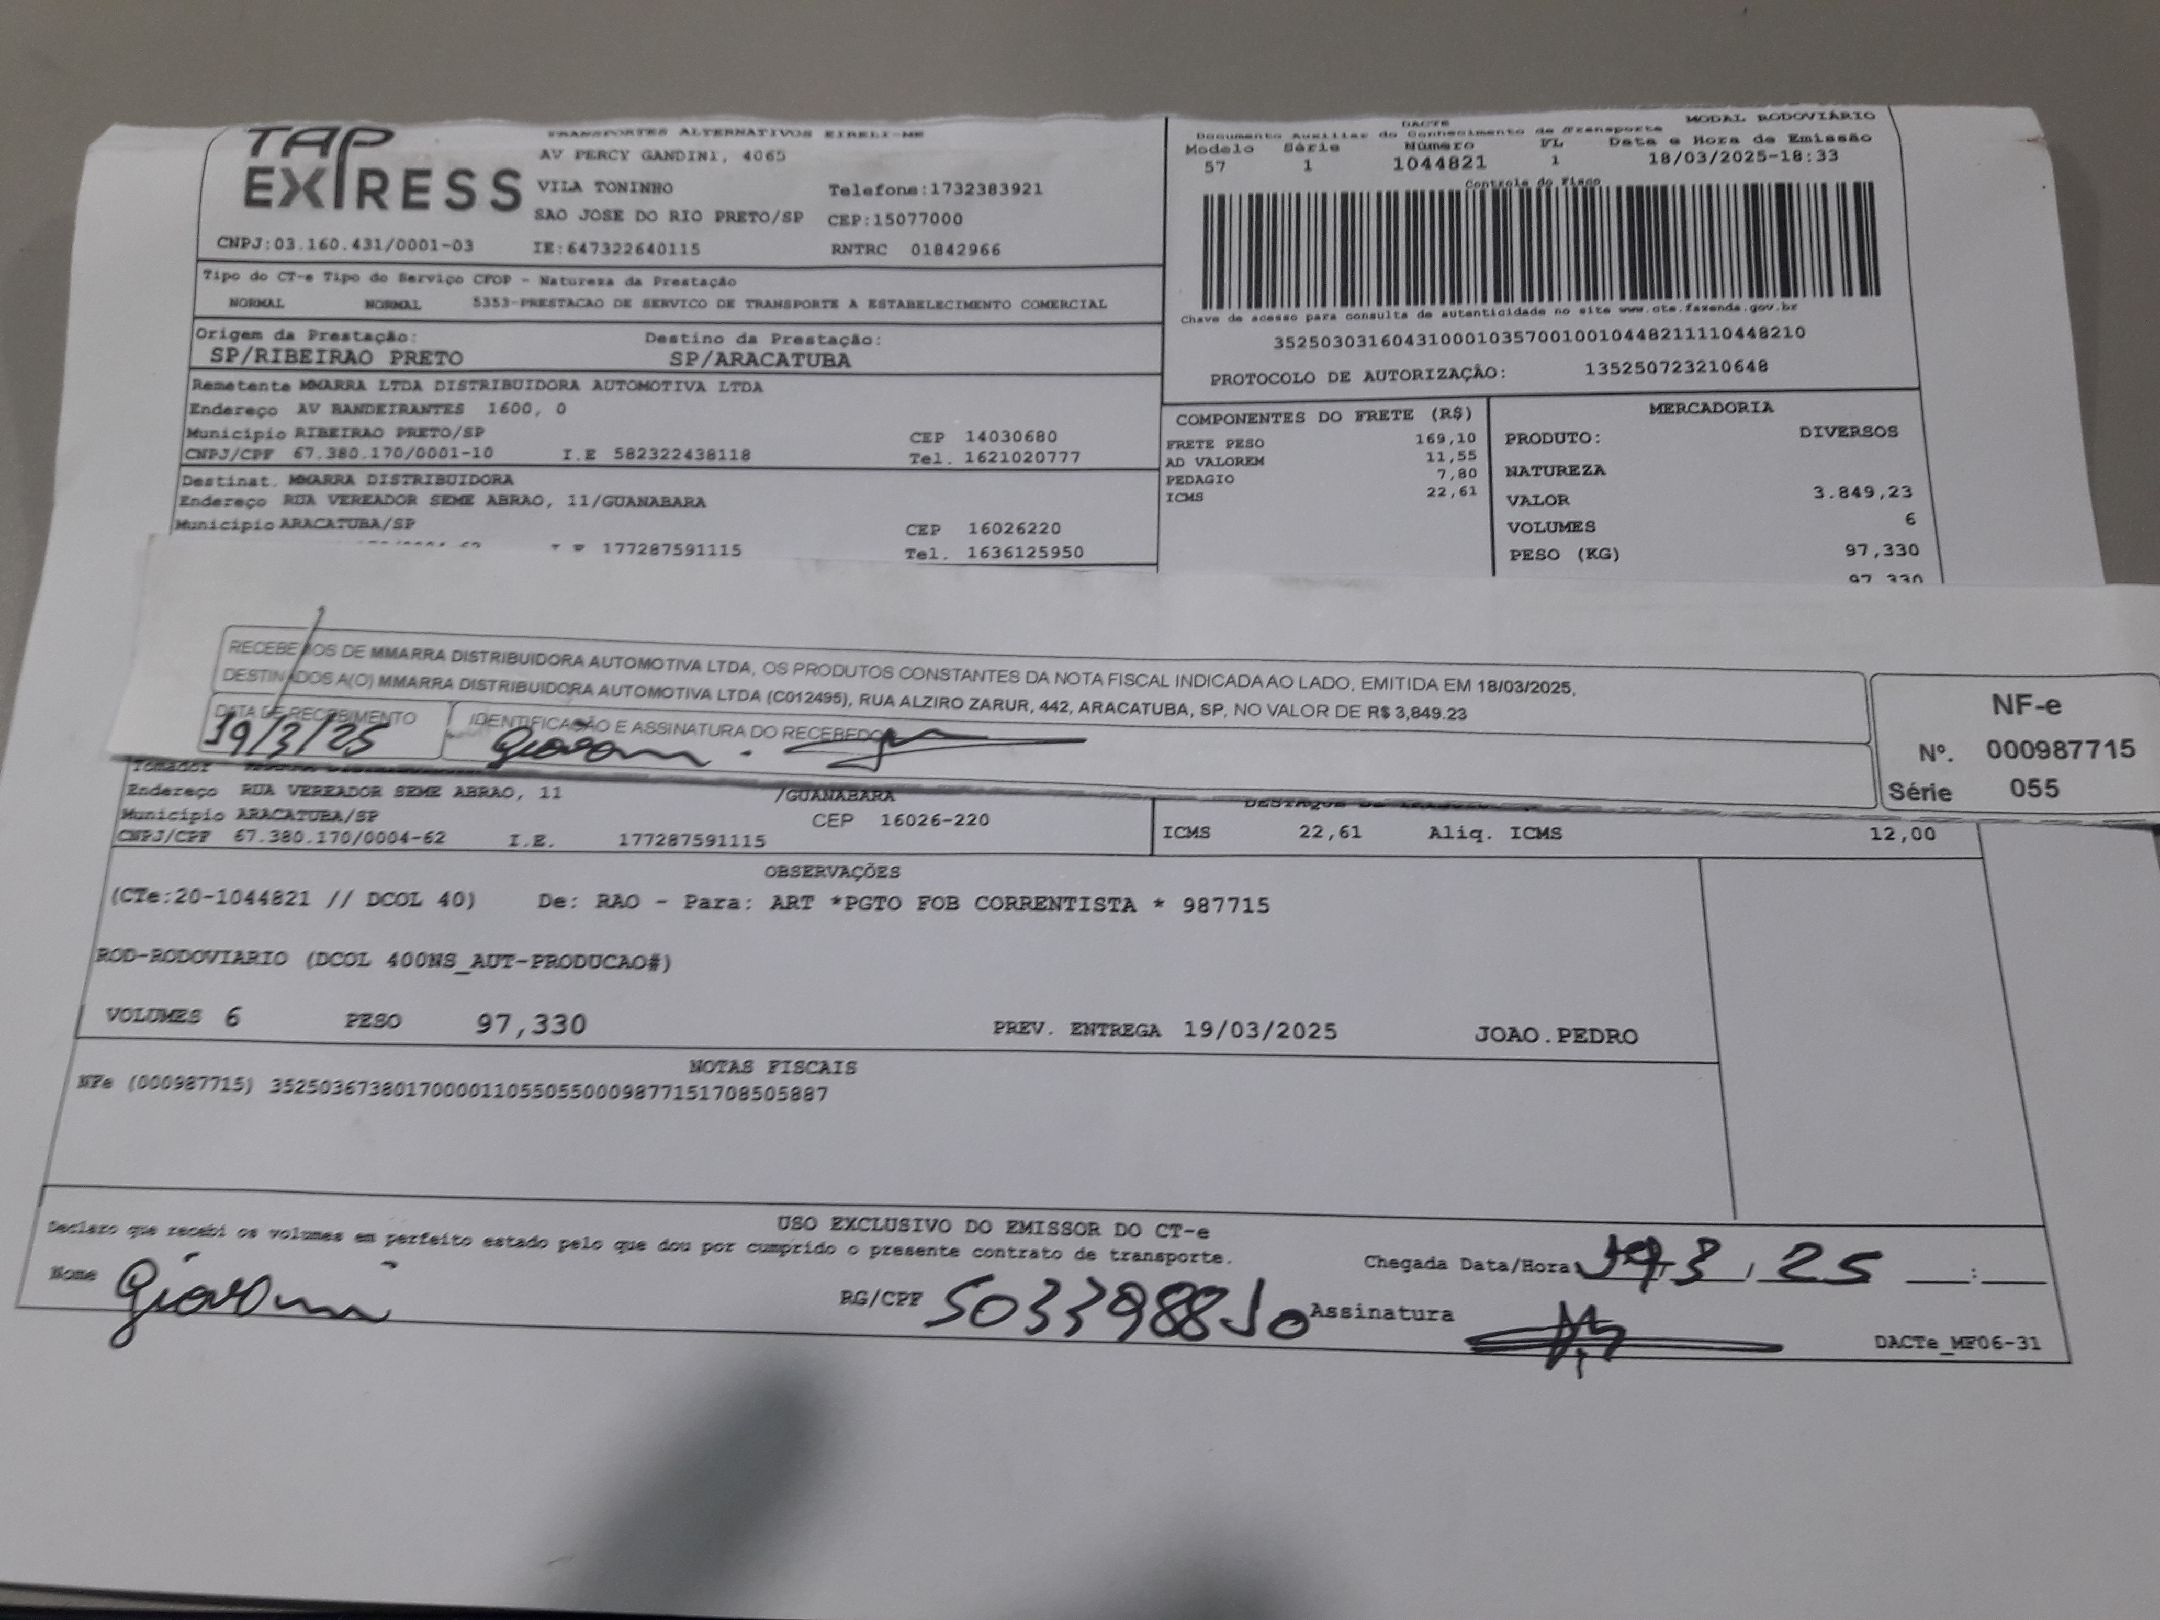 TAP EXPRESS
TRANSPORTES ALTERNATIVOS EIRELI-ME
AV PERCY GANDINI, 4065
VILA TONINHO Telefone:1732383921
SAO JOSE DO RIO PRETO/SP CEP:15077000
CNPJ:03.160.431/0001-03 IE:647322640115 RNTRC 01842966
DACTE MODAL RODOVIÁRIO
Documento Auxiliar do Conhecimento de Transporte
Modelo Série Número FL Data e Hora de Emissão
57 1 1044821 1 18/03/2025-18:33
Controle do Fisco
Chave de acesso para consulta de autenticidade no site www.cte.fazenda.gov.br
35250303160431000103570010010448211110448210
PROTOCOLO DE AUTORIZAÇÃO: 135250723210648
Tipo do CT-e Tipo do Serviço CFOP - Natureza da Prestação
NORMAL NORMAL 5353-PRESTACAO DE SERVICO DE TRANSPORTE A ESTABELECIMENTO COMERCIAL
Origem da Prestação: Destino da Prestação:
SP/RIBEIRAO PRETO SP/ARACATUBA
Remetente MMARRA LTDA DISTRIBUIDORA AUTOMOTIVA LTDA
Endereço AV BANDEIRANTES 1600, 0
Município RIBEIRAO PRETO/SP CEP 14030680
CNPJ/CPF 67.380.170/0001-10 I.E 582322438118 Tel. 1621020777
Destinat. MMARRA DISTRIBUIDORA
Endereço RUA VEREADOR SEME ABRAO, 11/GUANABARA
Município ARACATUBA/SP CEP 16026220
177287591115 Tel. 1636125950
COMPONENTES DO FRETE (R$)
FRETE PESO 169,10
AD VALOREM 11,55
PEDAGIO 7,80
ICMS 22,61
MERCADORIA
PRODUTO: DIVERSOS
NATUREZA
VALOR 3.849,23
VOLUMES 6
PESO (KG) 97,330
97,330
RECEBEMOS DE MMARRA DISTRIBUIDORA AUTOMOTIVA LTDA, OS PRODUTOS CONSTANTES DA NOTA FISCAL INDICADA AO LADO, EMITIDA EM 18/03/2025,
DESTINADOS A(O) MMARRA DISTRIBUIDORA AUTOMOTIVA LTDA (C012495), RUA ALZIRO ZARUR, 442, ARACATUBA, SP, NO VALOR DE R$ 3,849.23
DATA DE RECEBIMENTO IDENTIFICAÇÃO E ASSINATURA DO RECEBEDOR
19/3/25 Giovani
NF-e
Nº. 000987715
Série 055
Tomador
Endereço RUA VEREADOR SEME ABRAO, 11 /GUANABARA
Município ARACATUBA/SP CEP 16026-220
CNPJ/CPF 67.380.170/0004-62 I.E. 177287591115
ICMS 22,61 Aliq. ICMS 12,00
OBSERVAÇÕES
(CTe:20-1044821 // DCOL 40) De: RAO - Para: ART *PGTO FOB CORRENTISTA * 987715
ROD-RODOVIARIO (DCOL 400NS_AUT-PRODUCAO#)
VOLUMES 6 PESO 97,330 PREV. ENTREGA 19/03/2025 JOAO.PEDRO
NOTAS FISCAIS
NFe (000987715) 35250367380170000110550550009877151708505887
USO EXCLUSIVO DO EMISSOR DO CT-e
Declaro que recebi os volumes em perfeito estado pelo que dou por cumprido o presente contrato de transporte.
Chegada Data/Hora 19/3/25 __:__
Nome Giovani RG/CPF 503398810 Assinatura
DACTe_MF06-31